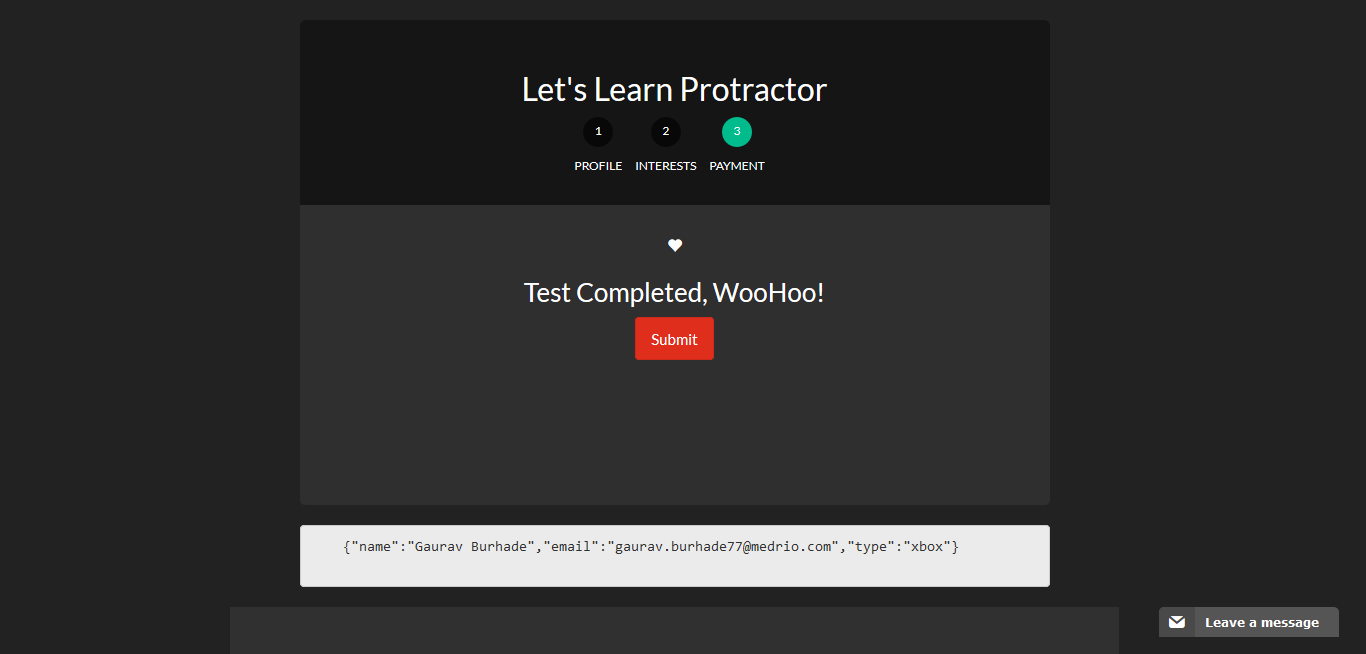 Let's Learn Protractor
1 2 3
PROFILE INTERESTS PAYMENT
Test Completed, WooHoo!
Submit
{"name":"Gaurav Burhade","email":"gaurav.burhade77@medrio.com","type":"xbox"}
Leave a message